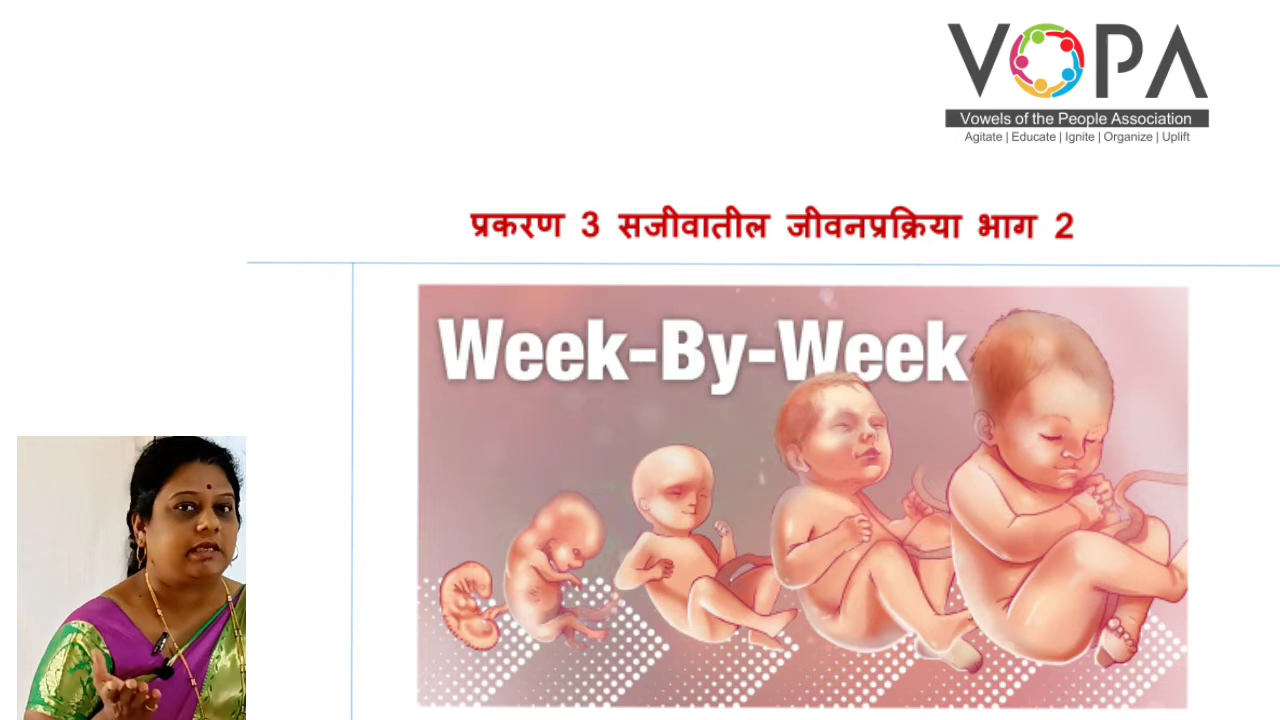 VOPA
Vowels of the People Association
Agitate | Educate | Ignite | Organize | Uplift
प्रकरण 3 सजीवातील जीवनप्रक्रिया भाग 2
Week-By-Week